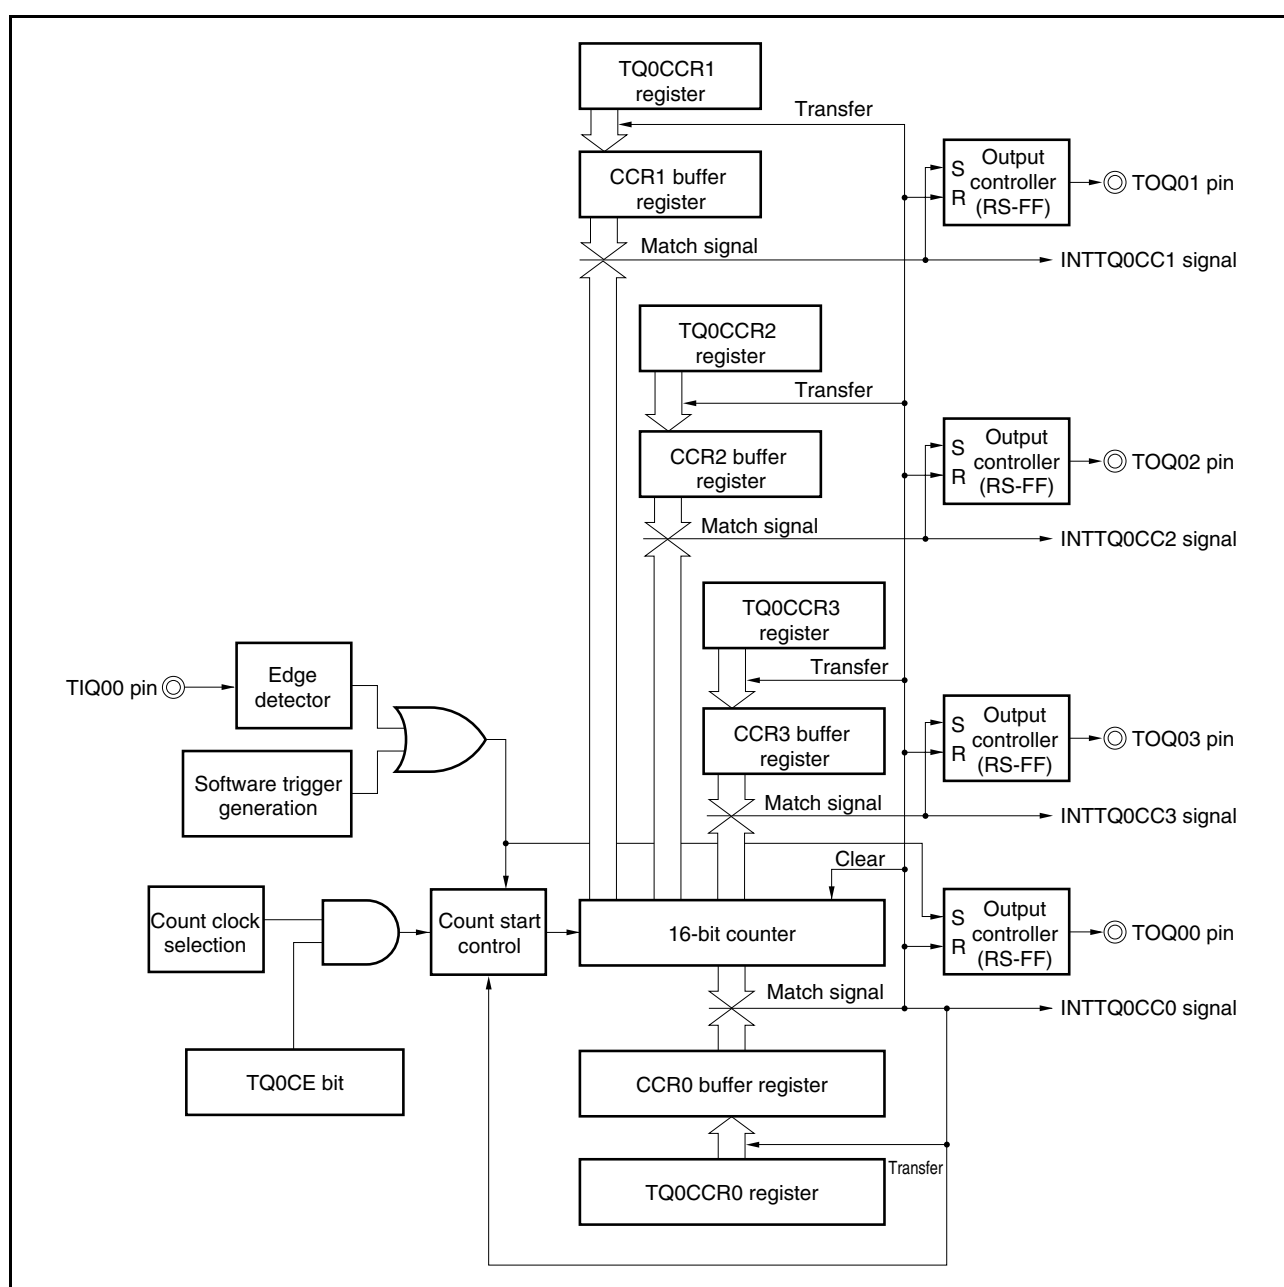 TQ0CCR1
register
Transfer
CCR1 buffer
register
S
R
Output
controller
(RS-FF)
TOQ01 pin
Match signal
INTTQ0CC1 signal
TQ0CCR2
register
Transfer
CCR2 buffer
register
S
R
Output
controller
(RS-FF)
TOQ02 pin
Match signal
INTTQ0CC2 signal
TQ0CCR3
register
Transfer
TIQ00 pin
Edge
detector
CCR3 buffer
register
S
R
Output
controller
(RS-FF)
TOQ03 pin
Software trigger
generation
Match signal
INTTQ0CC3 signal
Clear
Count clock
selection
Count start
control
16-bit counter
S
R
Output
controller
(RS-FF)
TOQ00 pin
Match signal
INTTQ0CC0 signal
TQ0CE bit
CCR0 buffer register
Transfer
TQ0CCR0 register